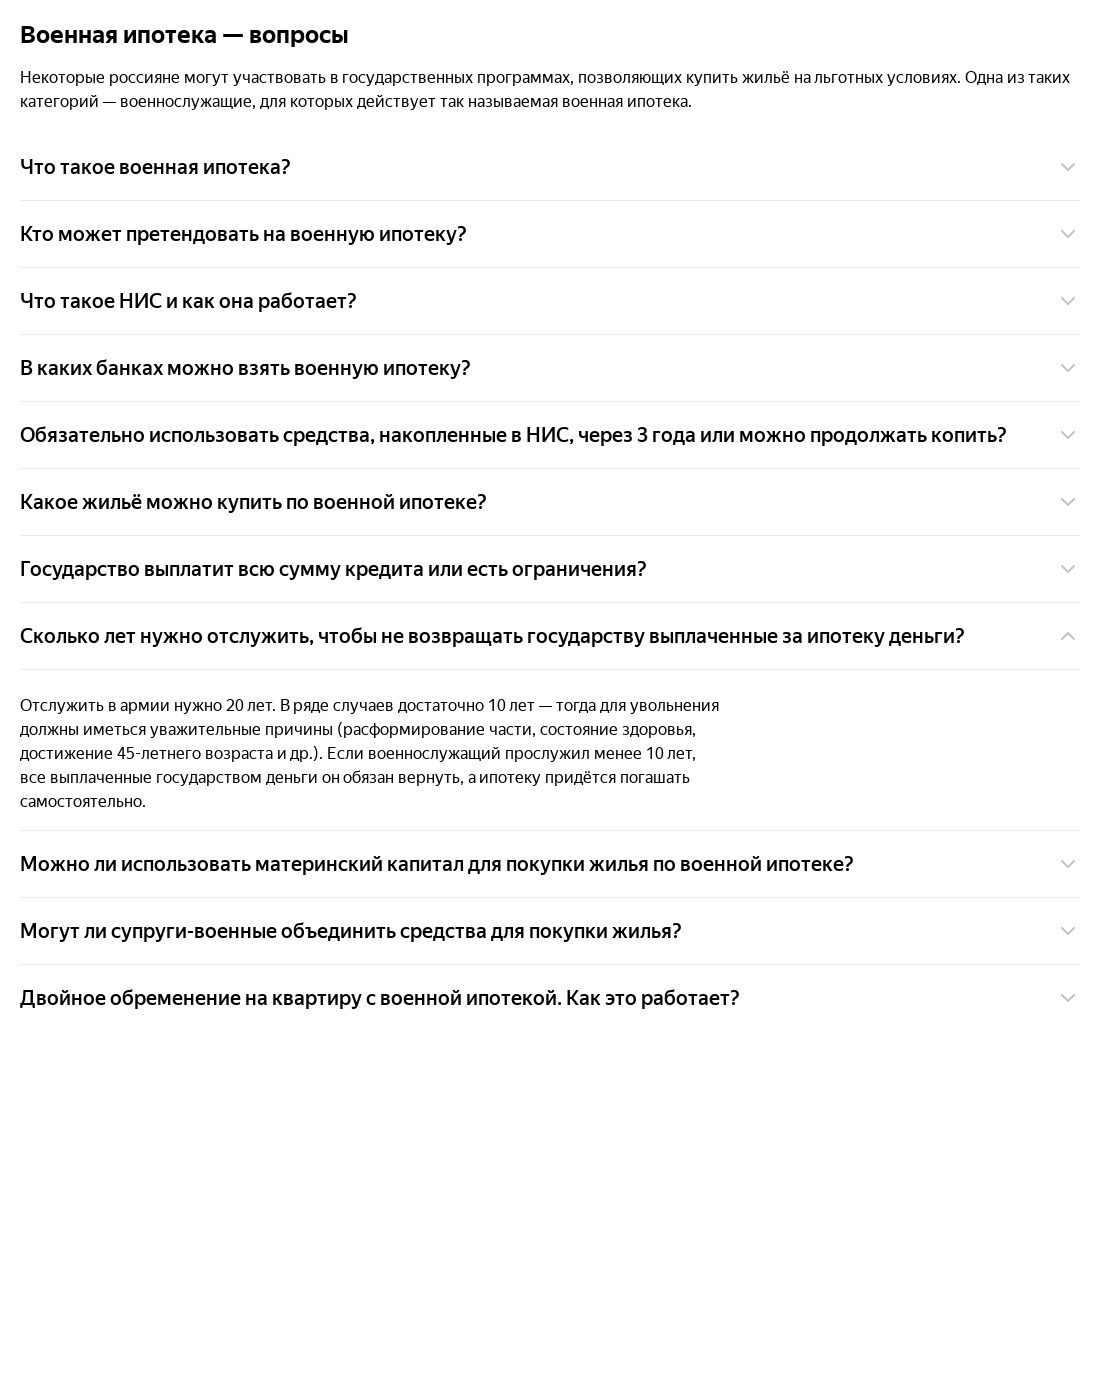 Военная ипотека — вопросы
Некоторые россияне могут участвовать в государственных программах, позволяющих купить жильё на льготных условиях. Одна из таких
категорий — военнослужащие, для которых действует так называемая военная ипотека.
Что такое военная ипотека?
Кто может претендовать на военную ипотеку?
Что такое НИС и как она работает?
В каких банках можно взять военную ипотеку?
Обязательно использовать средства, накопленные в НИС, через 3 года или можно продолжать копить?
Какое жильё можно купить по военной ипотеке?
Государство выплатит всю сумму кредита или есть ограничения?
Сколько лет нужно отслужить, чтобы не возвращать государству выплаченные за ипотеку деньги?
Отслужить в армии нужно 20 лет. В ряде случаев достаточно 10 лет — тогда для увольнения
должны иметься уважительные причины (расформирование части, состояние здоровья,
достижение 45-летнего возраста и др.). Если военнослужащий прослужил менее 10 лет,
все выплаченные государством деньги он обязан вернуть, а ипотеку придётся погашать
самостоятельно.
Можно ли использовать материнский капитал для покупки жилья по военной ипотеке?
Могут ли супруги-военные объединить средства для покупки жилья?
Двойное обременение на квартиру с военной ипотекой. Как это работает?